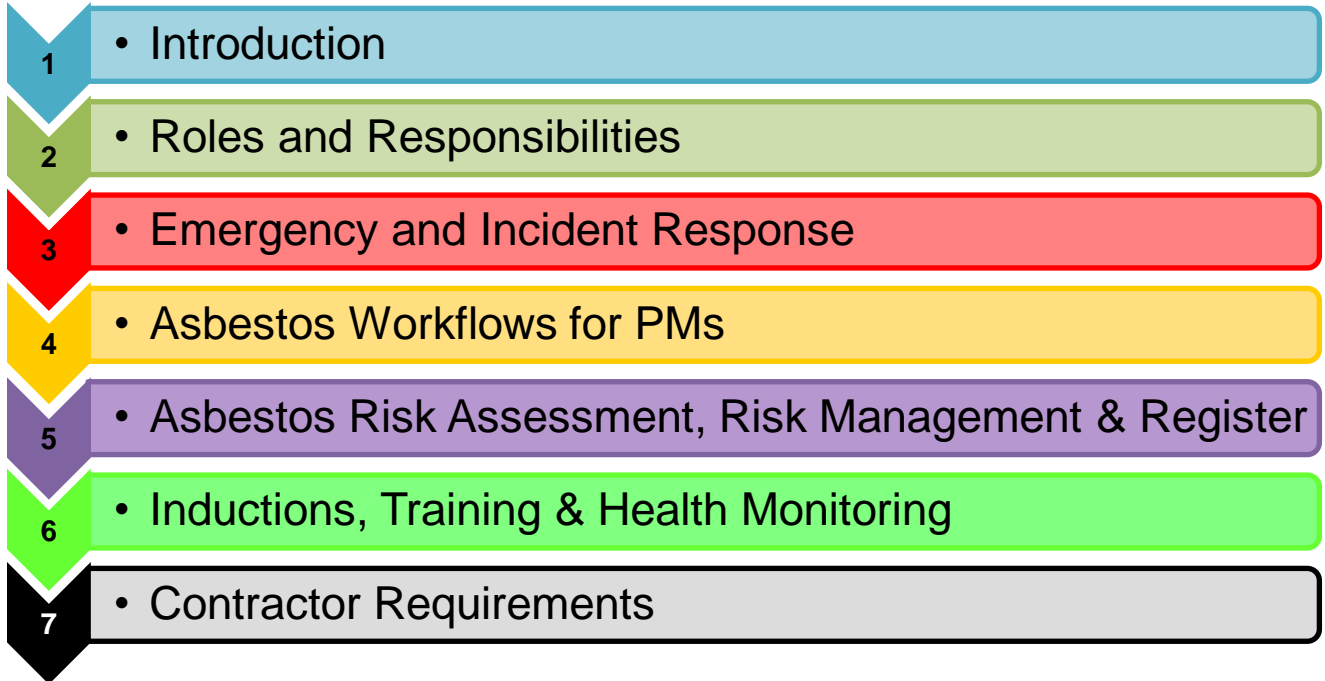 1 • Introduction
2 • Roles and Responsibilities
3 • Emergency and Incident Response
4 • Asbestos Workflows for PMs
5 • Asbestos Risk Assessment, Risk Management & Register
6 • Inductions, Training & Health Monitoring
7 • Contractor Requirements